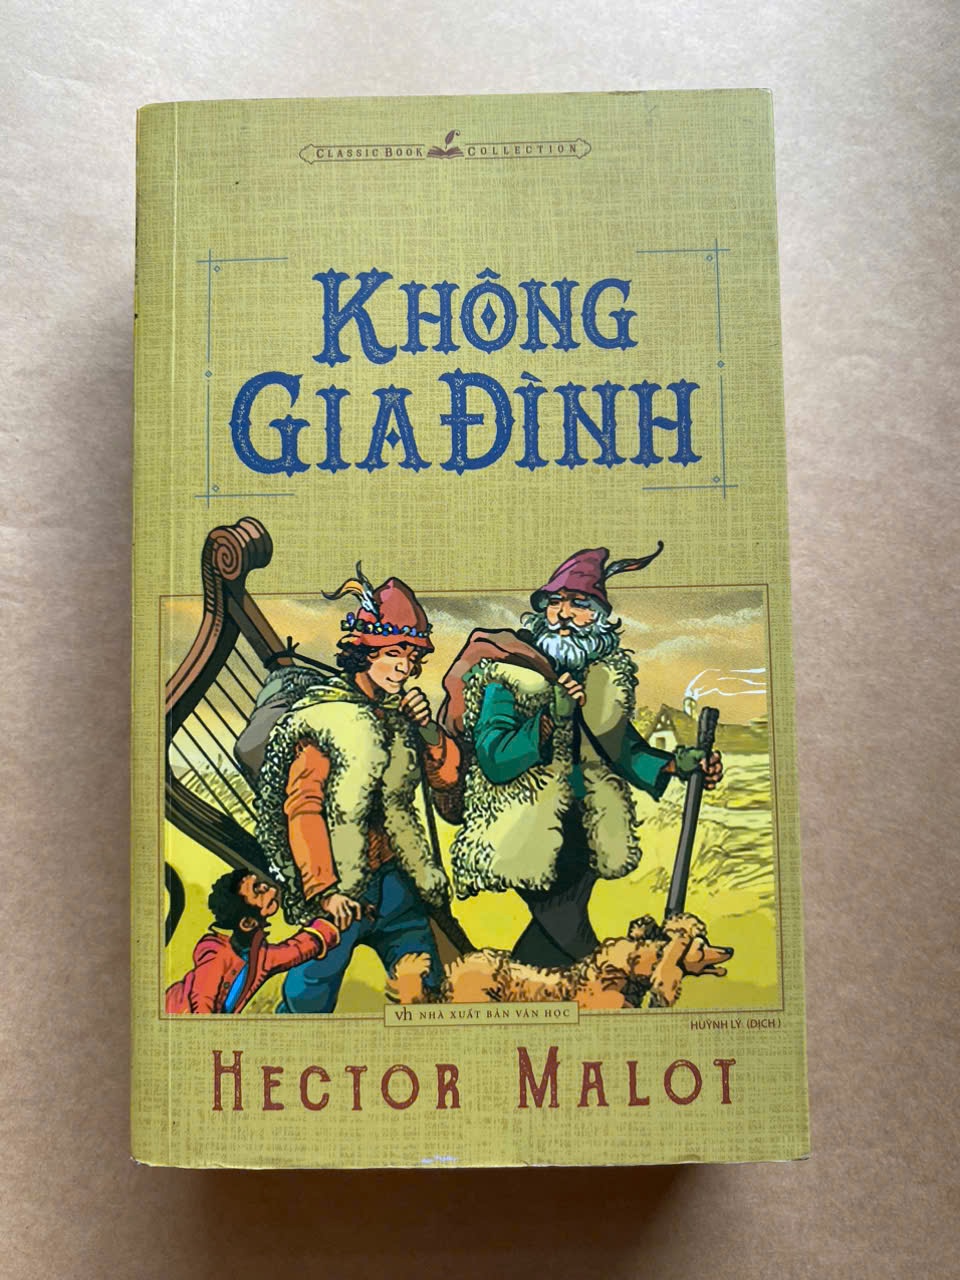 CLASSIC BOOK COLLECTION
KHÔNG
GIA ĐÌNH
vh NHÀ XUẤT BẢN VĂN HỌC
HUỲNH LÝ (DỊCH)
HECTOR MALOT